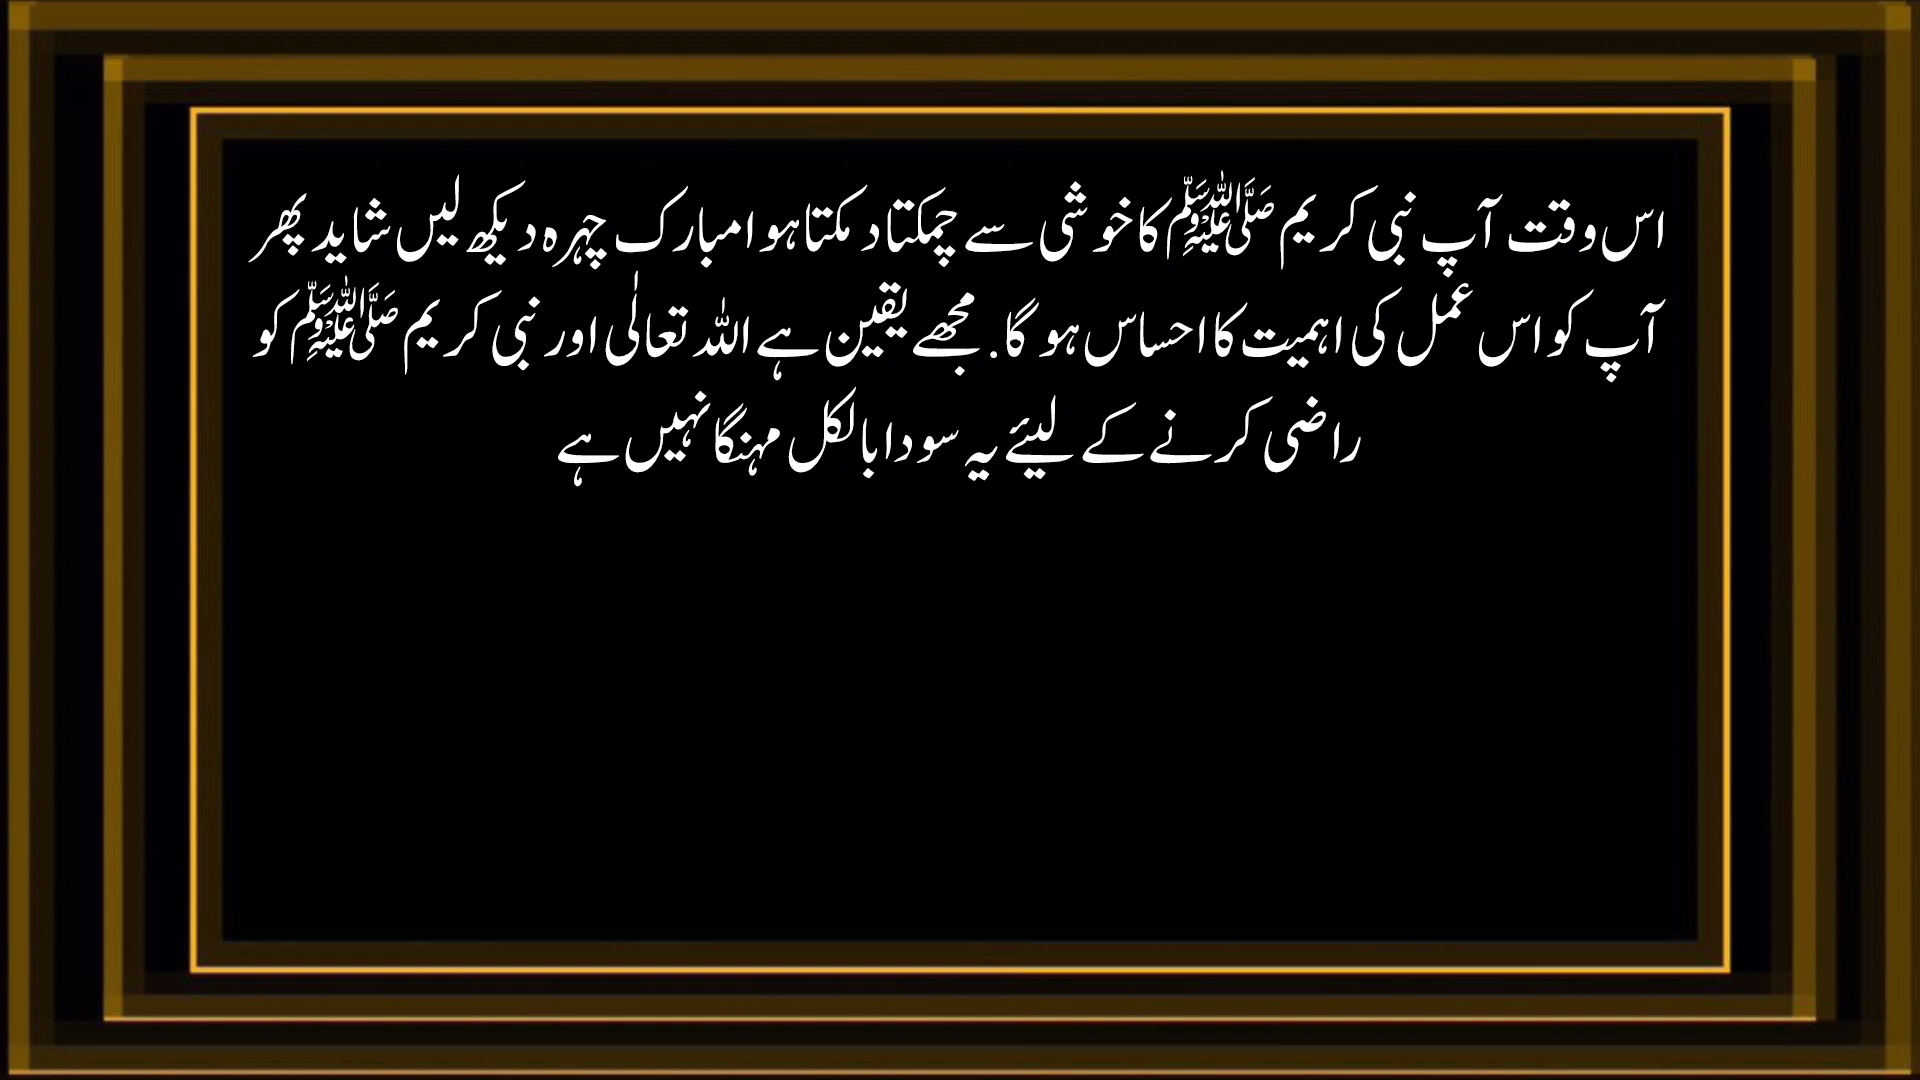 اس وقت آپ نبی کریم ﷺ کا خوشی سے چمکتا دمکتا ہوا مبارک چہرہ دیکھ لیں شاید پھر
آپ کو اس عمل کی اہمیت کا احساس ہو گا. مجھے یقین ہے اللہ تعالٰی اور نبی کریم ﷺ کو
راضی کرنے کے لیئے یہ سودا بالکل مہنگا نہیں ہے